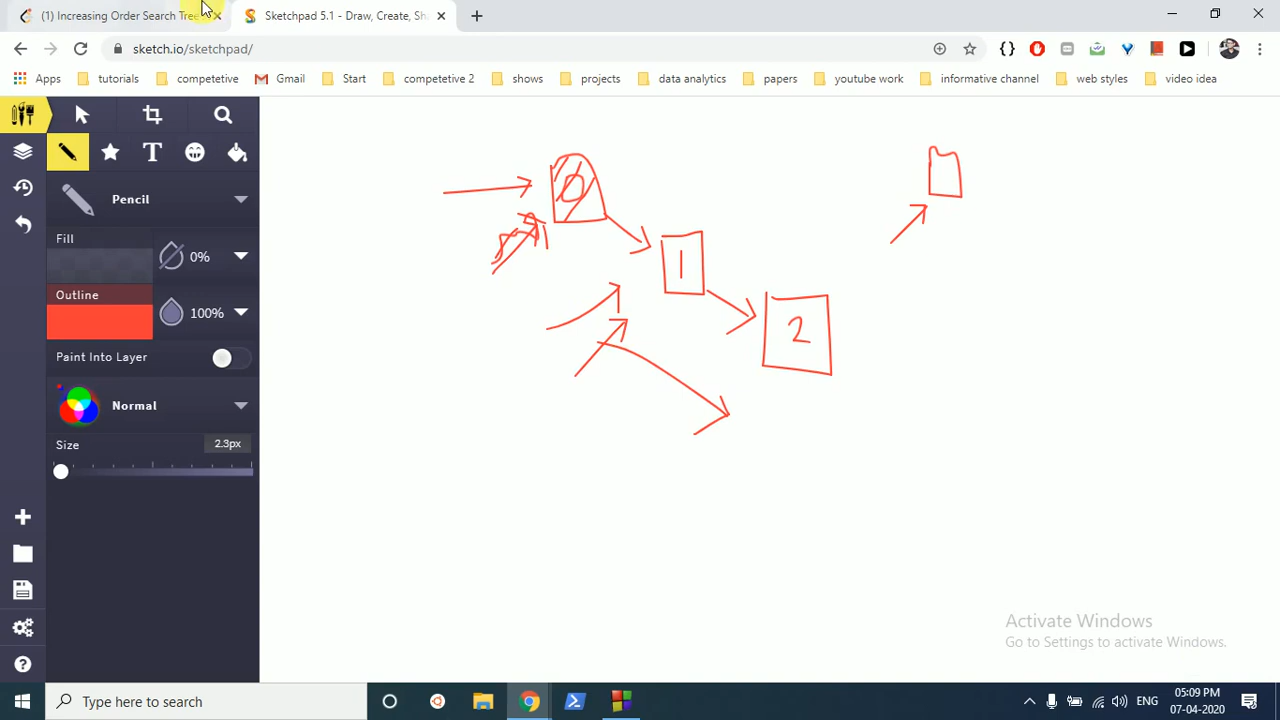 (1) Increasing Order Search Tree
Sketchpad 5.1 - Draw, Create, Sha
sketch.io/sketchpad/
Apps
tutorials
competetive
Gmail
Start
competetive 2
shows
projects
data analytics
papers
youtube work
informative channel
web styles
video idea
Pencil
Fill
0%
Outline
100%
Paint Into Layer
Normal
Size
2.3px
0
1
2
Activate Windows
Go to Settings to activate Windows.
Type here to search
ENG
05:09 PM
07-04-2020